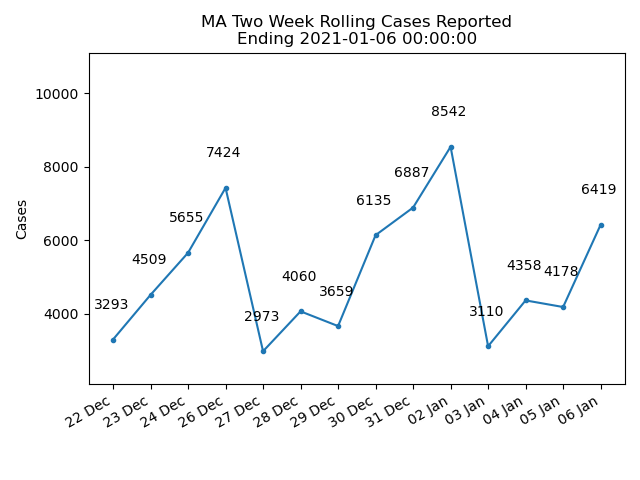 MA Two Week Rolling Cases Reported
Ending 2021-01-06 00:00:00
10000
8000
6000
4000
Cases
3293
4509
5655
7424
2973
4060
3659
6135
6887
8542
3110
4358
4178
6419
22 Dec
23 Dec
24 Dec
26 Dec
27 Dec
28 Dec
29 Dec
30 Dec
31 Dec
02 Jan
03 Jan
04 Jan
05 Jan
06 Jan